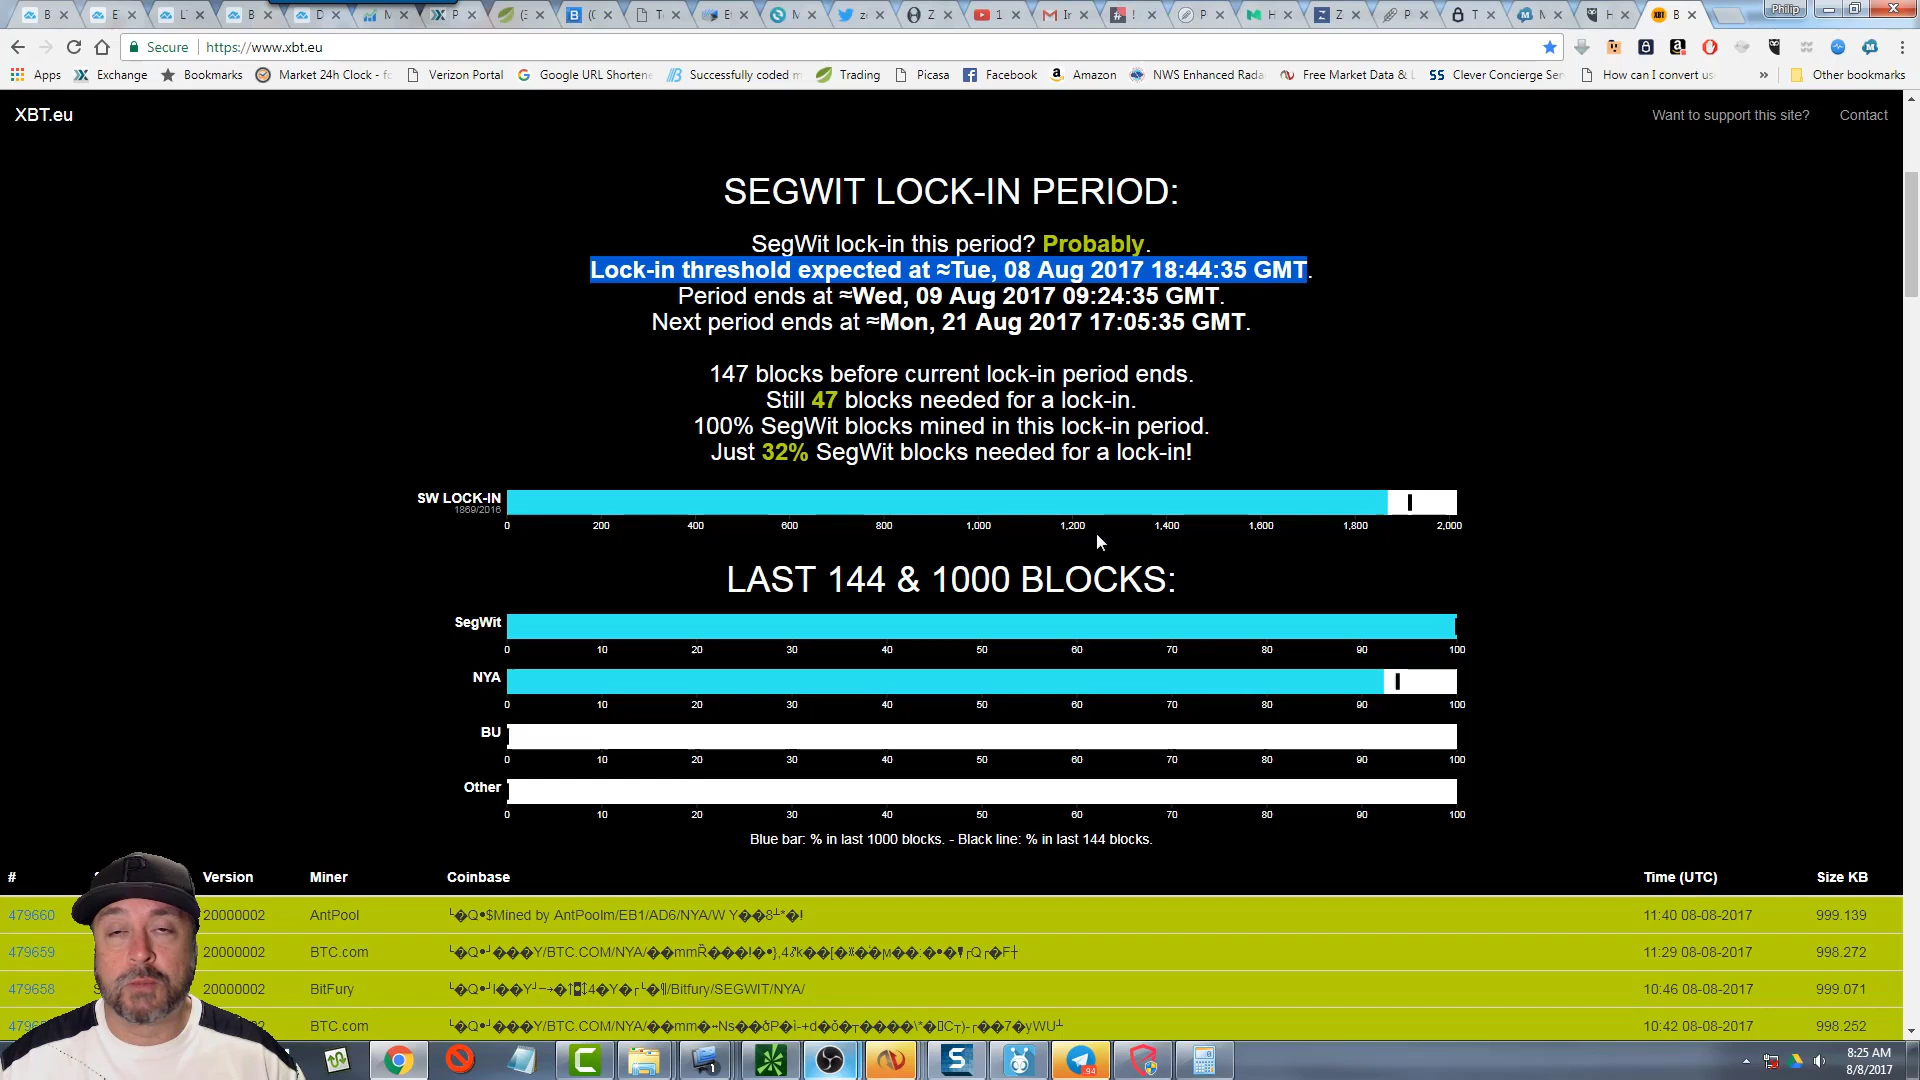 Philip
Secure https://www.xbt.eu
Apps Exchange Bookmarks Market 24h Clock - fo Verizon Portal Google URL Shortene Successfully coded m Trading Picasa Facebook Amazon NWS Enhanced Rada Free Market Data & Clever Concierge Ser How can I convert us » Other bookmarks
XBT.eu Want to support this site? Contact
SEGWIT LOCK-IN PERIOD:
SegWit lock-in this period? Probably.
Lock-in threshold expected at ≈Tue, 08 Aug 2017 18:44:35 GMT.
Period ends at ≈Wed, 09 Aug 2017 09:24:35 GMT.
Next period ends at ≈Mon, 21 Aug 2017 17:05:35 GMT.
147 blocks before current lock-in period ends.
Still 47 blocks needed for a lock-in.
100% SegWit blocks mined in this lock-in period.
Just 32% SegWit blocks needed for a lock-in!
SW LOCK-IN
1869/2016
0 200 400 600 800 1,000 1,200 1,400 1,600 1,800 2,000
LAST 144 & 1000 BLOCKS:
SegWit
0 10 20 30 40 50 60 70 80 90 100
NYA
0 10 20 30 40 50 60 70 80 90 100
BU
0 10 20 30 40 50 60 70 80 90 100
Other
0 10 20 30 40 50 60 70 80 90 100
Blue bar: % in last 1000 blocks. - Black line: % in last 144 blocks.
# Version Miner Coinbase Time (UTC) Size KB
479660 20000002 AntPool $Mined by AntPoolm/EB1/AD6/NYA/W 11:40 08-08-2017 999.139
479659 20000002 BTC.com Y/BTC.COM/NYA/ 11:29 08-08-2017 998.272
479658 20000002 BitFury /Bitfury/SEGWIT/NYA/ 10:46 08-08-2017 999.071
20000002 BTC.com Y/BTC.COM/NYA/ 10:42 08-08-2017 998.252
8:25 AM
8/8/2017